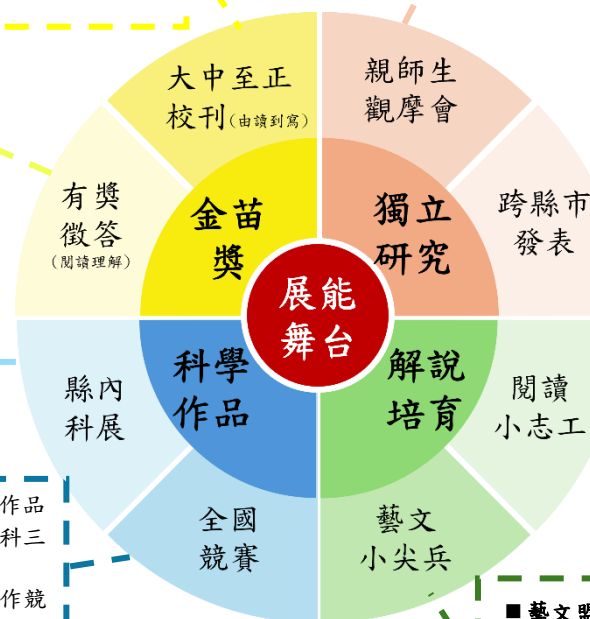 大中至正
校刊(由讀到寫)
親師生
觀摩會
有獎
徵答
(閱讀理解)
金苗
獎
獨立
研究
跨縣市
發表
展能
舞台
縣內
科展
科學
作品
解說
培育
閱讀
小志工
全國
競賽
藝文
小尖兵
作品
科三
作競
■藝文